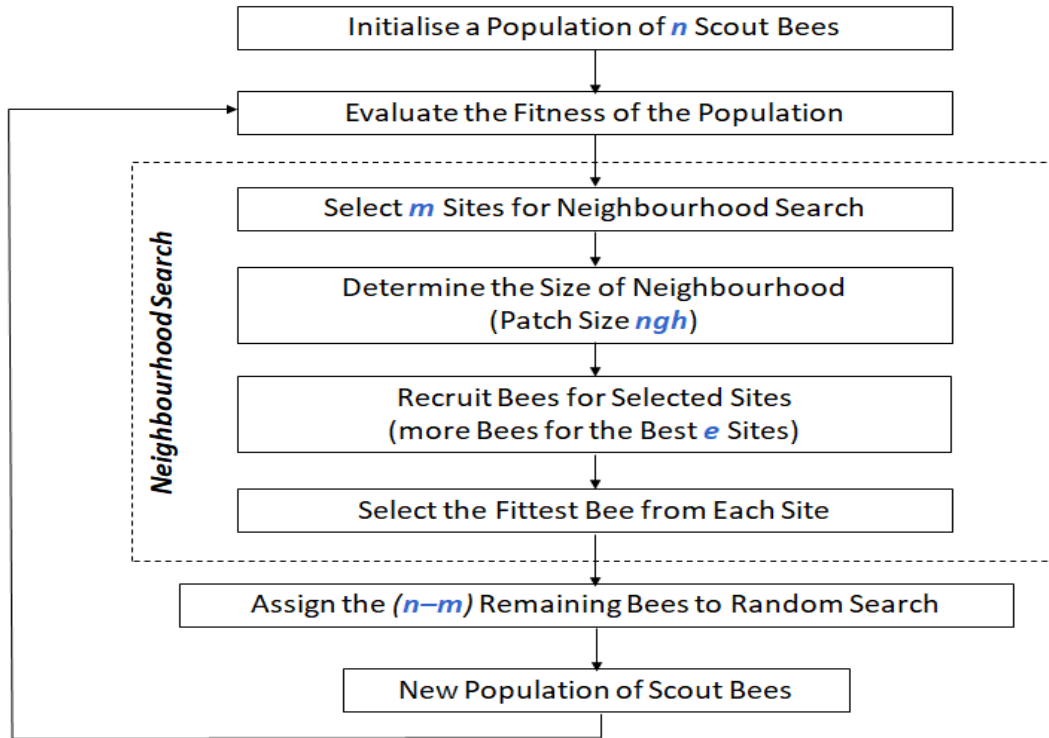 Initialise a Population of n Scout Bees
Evaluate the Fitness of the Population
Neighbourhood Search
Select m Sites for Neighbourhood Search
Determine the Size of Neighbourhood
(Patch Size ngh)
Recruit Bees for Selected Sites
(more Bees for the Best e Sites)
Select the Fittest Bee from Each Site
Assign the (n–m) Remaining Bees to Random Search
New Population of Scout Bees